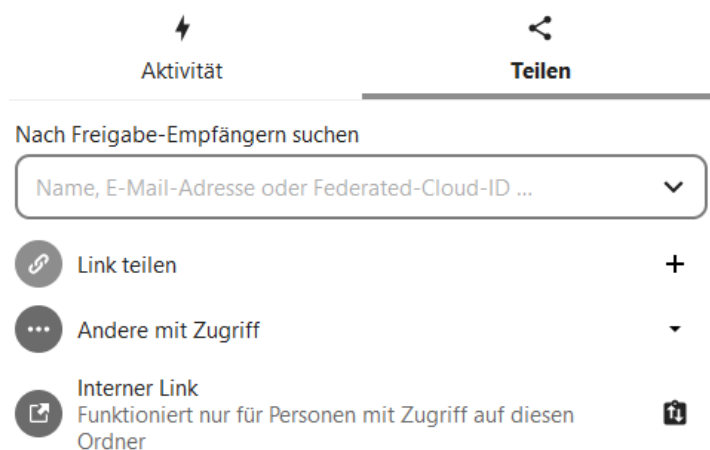 Aktivität
Teilen
Nach Freigabe-Empfängern suchen
Name, E-Mail-Adresse oder Federated-Cloud-ID ...
Link teilen
Andere mit Zugriff
Interner Link
Funktioniert nur für Personen mit Zugriff auf diesen
Ordner